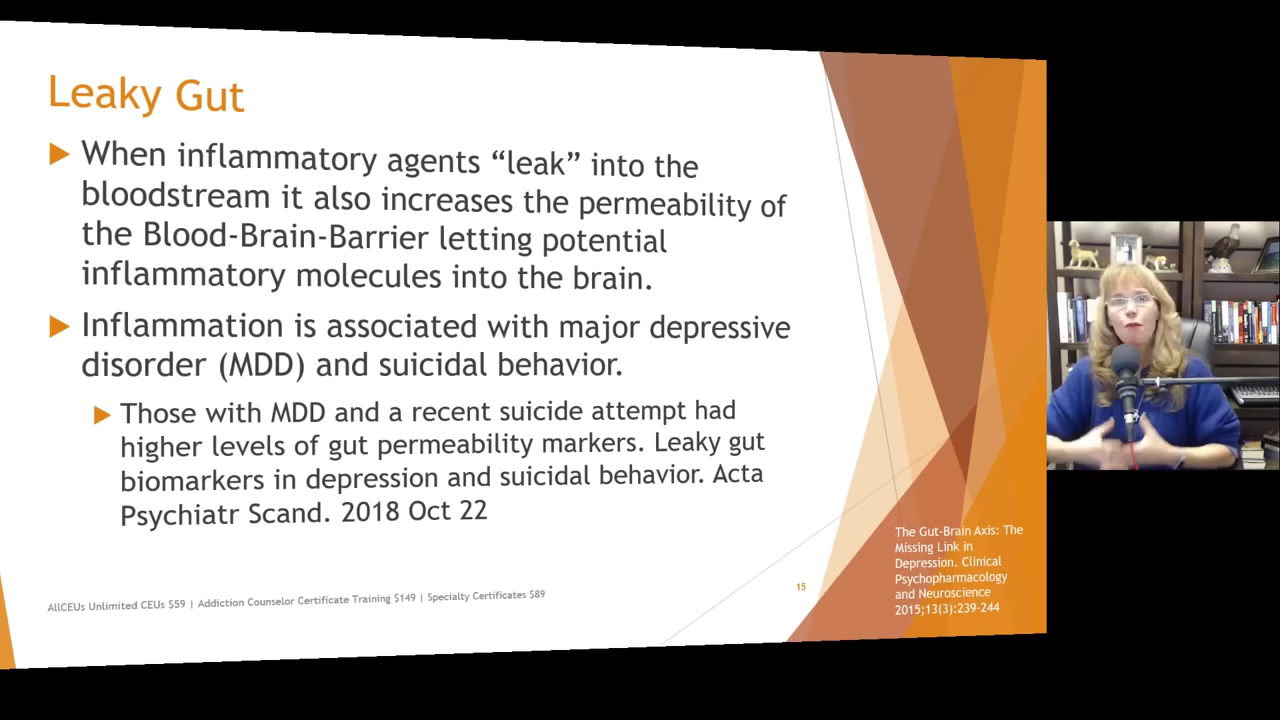 Leaky Gut
When inflammatory agents “leak” into the
bloodstream it also increases the permeability of
the Blood-Brain-Barrier letting potential
inflammatory molecules into the brain.
Inflammation is associated with major depressive
disorder (MDD) and suicidal behavior.
Those with MDD and a recent suicide attempt had
higher levels of gut permeability markers. Leaky gut
biomarkers in depression and suicidal behavior. Acta
Psychiatr Scand. 2018 Oct 22
The Gut-Brain Axis: The
Missing Link in
Depression. Clinical
Psychopharmacology
and Neuroscience
2015;13(3):239-244
AllCEUs Unlimited CEUs $59 | Addiction Counselor Certificate Training $149 | Specialty Certificates $89
15